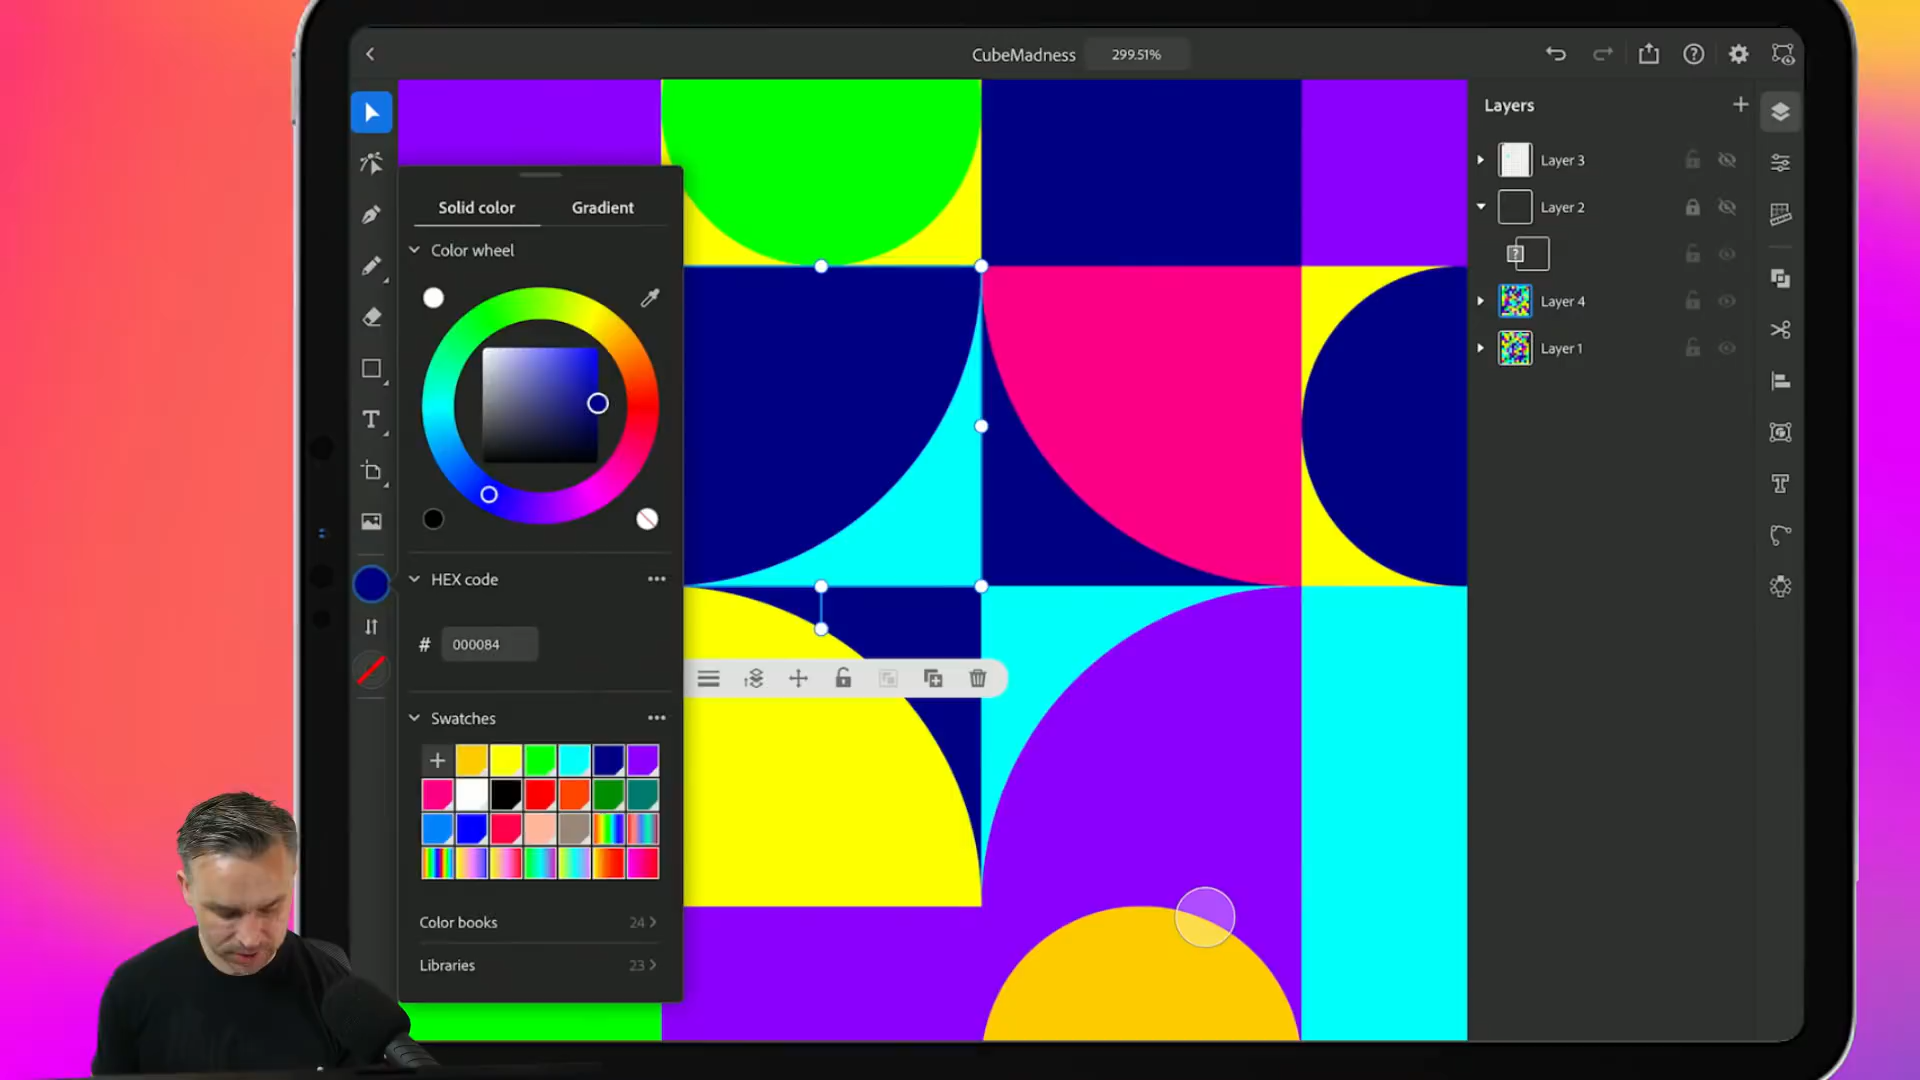 CubeMadness 299.51%
Layers
Layer 3
Layer 2
Layer 4
Layer 1
Solid color Gradient
Color wheel
HEX code
# 000084
Swatches
Color books 24
Libraries 23